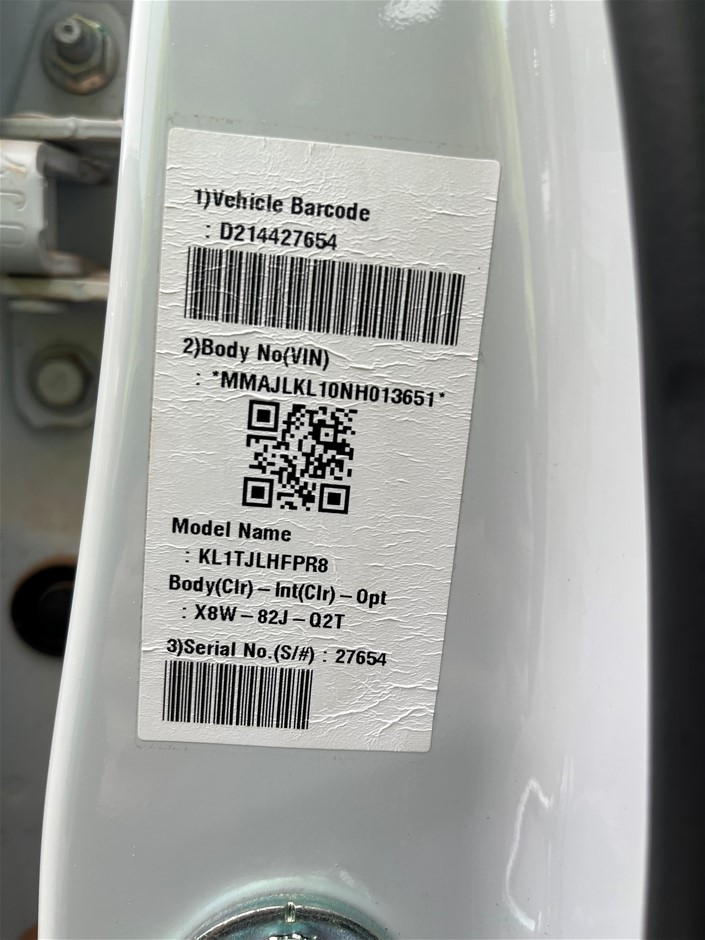 1)Vehicle Barcode
: D214427654
2)Body No(VIN)
: *MMAJLKL10NH013651*
Model Name
: KL1TJLHFPR8
Body(Clr)–Int(Clr)–Opt
: X8W–82J–Q2T
3)Serial No.(S/#) : 27654